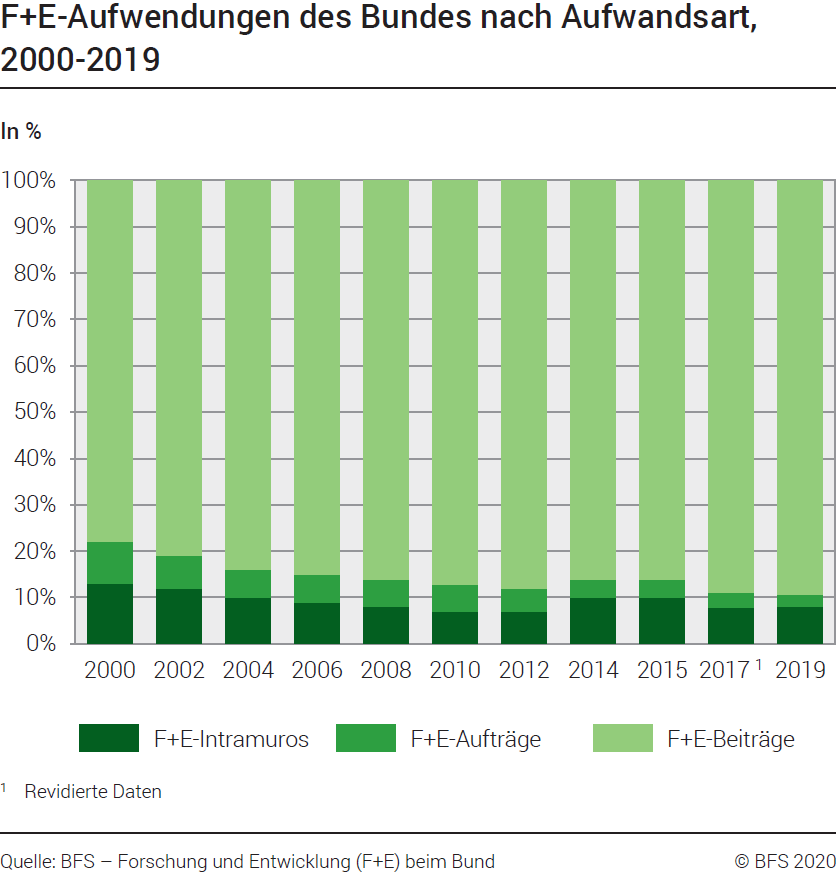 F+E-Aufwendungen des Bundes nach Aufwandsart,
2000-2019
In %
100%
90%
80%
70%
60%
50%
40%
30%
20%
10%
0%
2000 2002 2004 2006 2008 2010 2012 2014 2015 2017 ¹ 2019
F+E-Intramuros F+E-Aufträge F+E-Beiträge
¹ Revidierte Daten
Quelle: BFS – Forschung und Entwicklung (F+E) beim Bund © BFS 2020